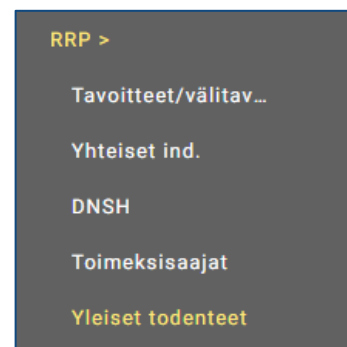 RRP >
Tavoitteet/välitav...
Yhteiset ind.
DNSH
Toimeksisaajat
Yleiset todenteet